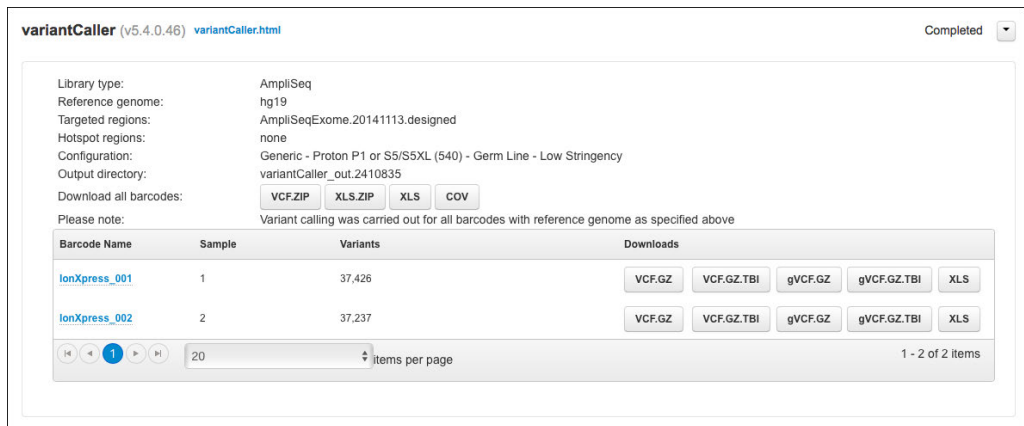 variantCaller (v5.4.0.46) variantCaller.html Completed
Library type: AmpliSeq
Reference genome: hg19
Targeted regions: AmpliSeqExome.20141113.designed
Hotspot regions: none
Configuration: Generic - Proton P1 or S5/S5XL (540) - Germ Line - Low Stringency
Output directory: variantCaller_out.2410835
Download all barcodes: VCF.ZIP XLS.ZIP XLS COV
Please note: Variant calling was carried out for all barcodes with reference genome as specified above
Barcode Name Sample Variants Downloads
IonXpress_001 1 37,426 VCF.GZ VCF.GZ.TBI gVCF.GZ gVCF.GZ.TBI XLS
IonXpress_002 2 37,237 VCF.GZ VCF.GZ.TBI gVCF.GZ gVCF.GZ.TBI XLS
1 20 items per page 1 - 2 of 2 items